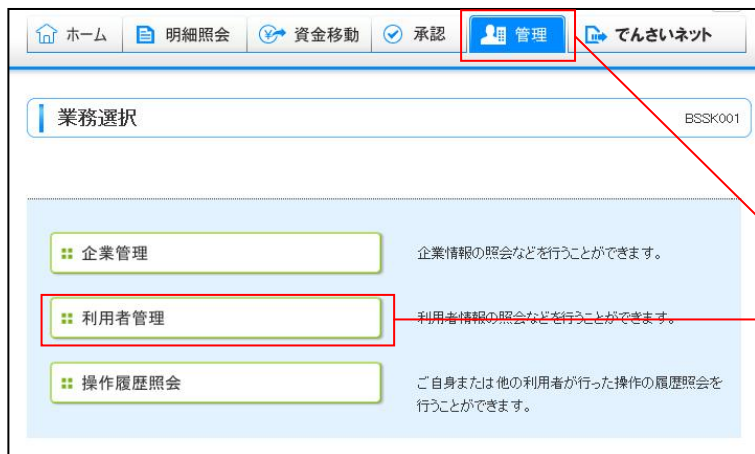 ホーム 明細照会 資金移動 承認 管理 でんさいネット
業務選択 BSSK001
企業管理 企業情報の照会などを行うことができます。
利用者管理 利用者情報の照会などを行うことができます。
操作履歴照会 ご自身または他の利用者が行った操作の履歴照会を
行うことができます。